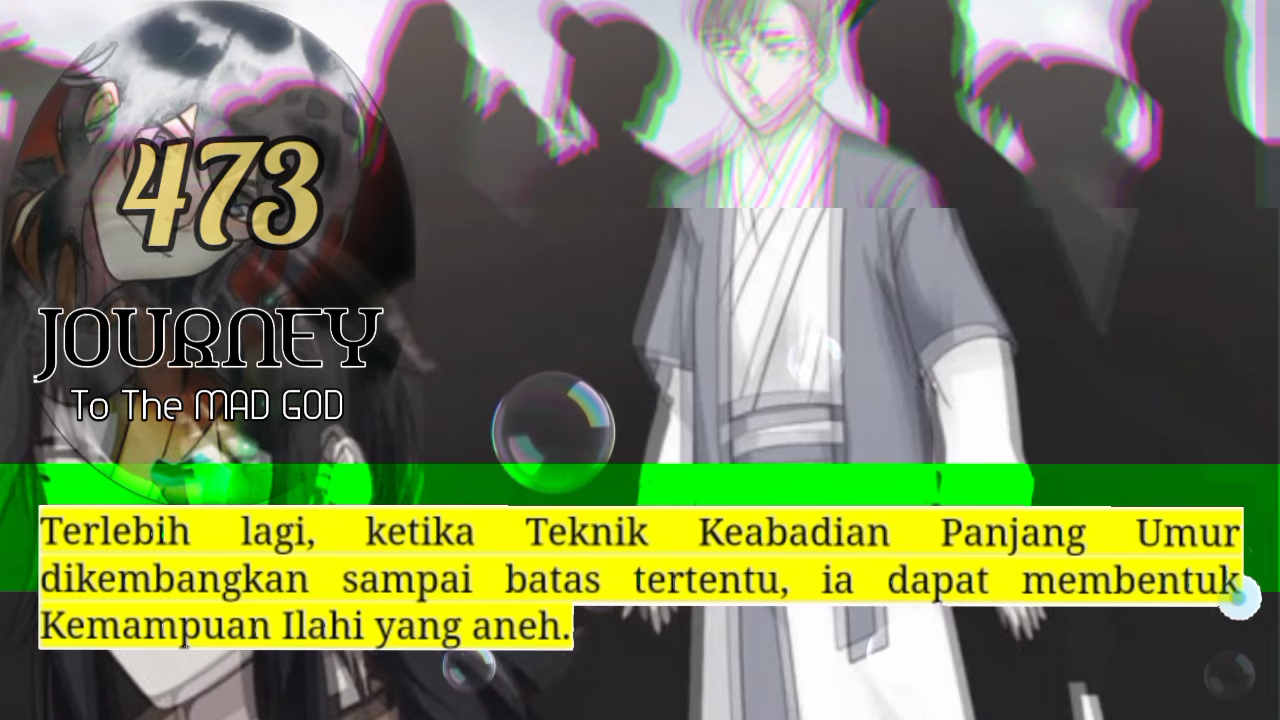 473
JOURNEY
To The MAD GOD
Terlebih lagi, ketika Teknik Keabadian Panjang Umur
dikembangkan sampai batas tertentu, ia dapat membentuk
Kemampuan Ilahi yang aneh.